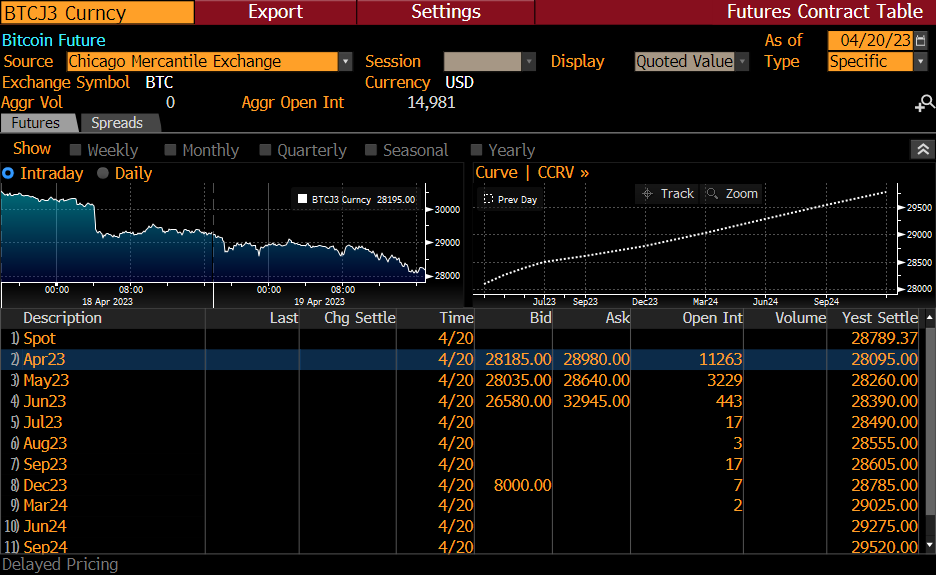 BTCJ3 Curncy Export Settings Futures Contract Table
Bitcoin Future As of 04/20/23
Source Chicago Mercantile Exchange Session Display Quoted Value Type Specific
Exchange Symbol BTC Currency USD
Aggr Vol 0 Aggr Open Int 14,981
Futures Spreads
Show Weekly Monthly Quarterly Seasonal Yearly
Intraday Daily
BTCJ3 Curncy 28195.00
30000
29000
28000
00:00 08:00 00:00 08:00
18 Apr 2023 19 Apr 2023
Curve | CCRV »
Prev Day Track Zoom
29500
29000
28500
28000
Jul23 Sep23 Dec23 Mar24 Jun24 Sep24
Description Last Chg Settle Time Bid Ask Open Int Volume Yest Settle
1) Spot 4/20 28789.37
2) Apr23 4/20 28185.00 28980.00 11263 28095.00
3) May23 4/20 28035.00 28640.00 3229 28260.00
4) Jun23 4/20 26580.00 32945.00 443 28390.00
5) Jul23 4/20 17 28490.00
6) Aug23 4/20 3 28555.00
7) Sep23 4/20 17 28605.00
8) Dec23 4/20 8000.00 7 28785.00
9) Mar24 4/20 2 29025.00
10) Jun24 4/20 29275.00
11) Sep24 4/20 29520.00
Delayed Pricing